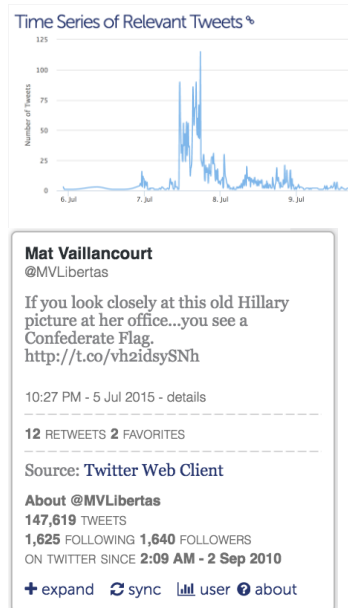 Time Series of Relevant Tweets
125
100
75
50
25
0
Number of Tweets
6. Jul 7. Jul 8. Jul 9. Jul
Mat Vaillancourt
@MVLibertas
If you look closely at this old Hillary
picture at her office...you see a
Confederate Flag.
http://t.co/vh2idsySNh
10:27 PM - 5 Jul 2015 - details
12 RETWEETS 2 FAVORITES
Source: Twitter Web Client
About @MVLibertas
147,619 TWEETS
1,625 FOLLOWING 1,640 FOLLOWERS
ON TWITTER SINCE 2:09 AM - 2 Sep 2010
expand sync user about